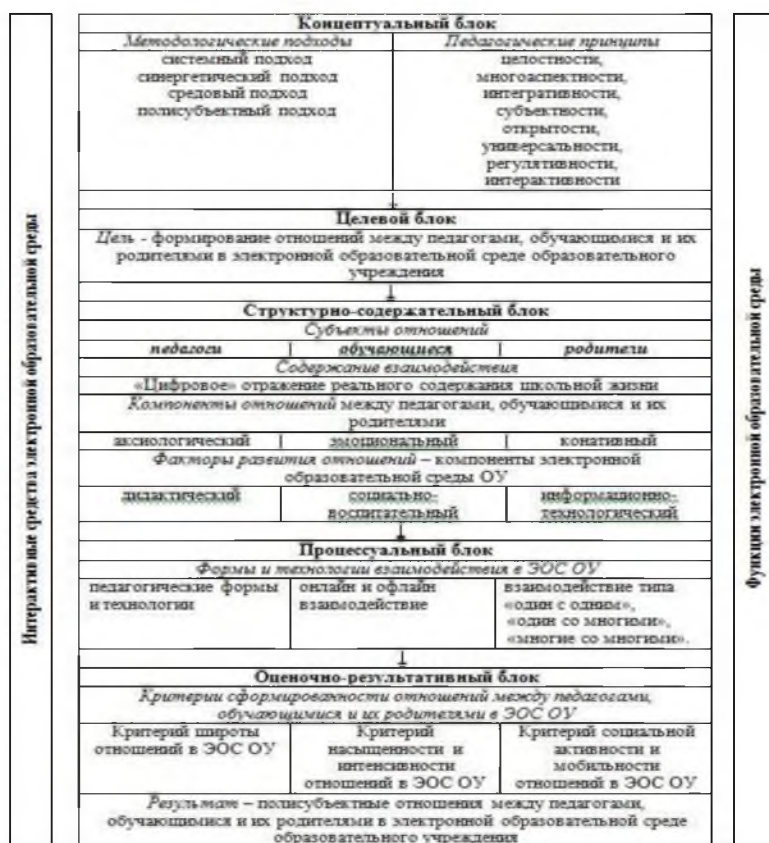 Интерактивные средства электронной образовательной среды
Концептуальный блок
Методологические подходы
системный подход
синергетический подход
средовый подход
полисубъектный подход
Педагогические принципы
целостности,
многоаспектности,
интегративности,
субъектности,
открытости,
универсальности,
регулятивности,
интерактивности
Целевой блок
Цель - формирование отношений между педагогами, обучающимися и их
родителями в электронной образовательной среде образовательного
учреждения
Структурно-содержательный блок
Субъекты отношений
педагоги обучающиеся родители
Содержание взаимодействия
«Цифровое» отражение реального содержания школьной жизни
Компоненты отношений между педагогами, обучающимися и их
родителями
аксиологический эмоциональный конативный
Факторы развития отношений – компоненты электронной
образовательной среды ОУ
дидактический
социально-
воспитательный
информационно-
технологический
Процессуальный блок
Формы и технологии взаимодействия в ЭОС ОУ
педагогические формы
и технологии
онлайн и офлайн
взаимодействие
взаимодействие типа
«один с одним»,
«один со многими»,
«многие со многими».
Оценочно-результативный блок
Критерии сформированности отношений между педагогами,
обучающимися и их родителями в ЭОС ОУ
Критерий широты
отношений в ЭОС ОУ
Критерий
насыщенности и
интенсивности
отношений в ЭОС ОУ
Критерий социальной
активности и
мобильности
отношений в ЭОС ОУ
Результат – полисубъектные отношения между педагогами,
обучающимися и их родителями в электронной образовательной среде
образовательного учреждения
Функции электронной образовательной среды